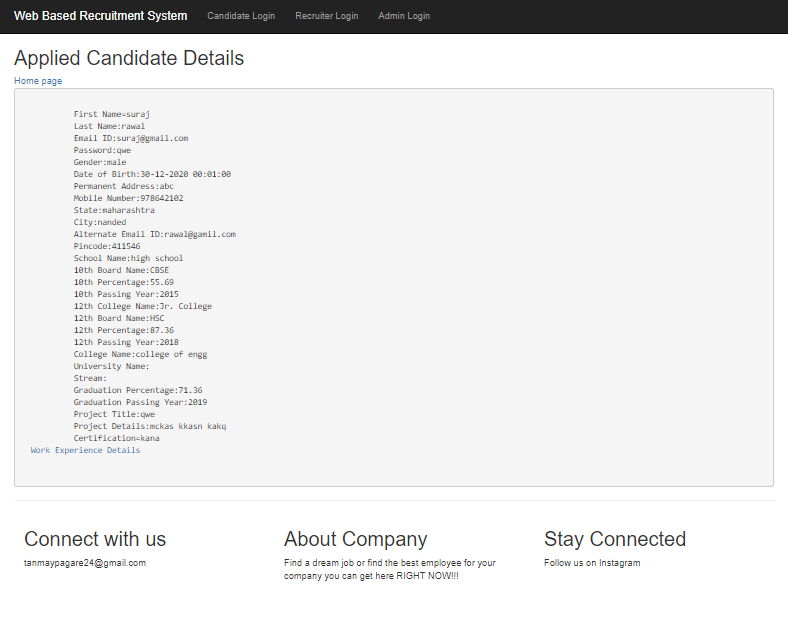 Web Based Recruitment System Candidate Login Recruiter Login Admin Login
Applied Candidate Details
Home page
First Name=suraj
Last Name:rawal
Email ID:suraj@gmail.com
Password:qwe
Gender:male
Date of Birth:30-12-2020 00:01:00
Permanent Address:abc
Mobile Number:978642102
State:maharashtra
City:nanded
Alternate Email ID:rawal@gamil.com
Pincode:411546
School Name:high school
10th Board Name:CBSE
10th Percentage:55.69
10th Passing Year:2015
12th College Name:Jr. College
12th Board Name:HSC
12th Percentage:87.36
12th Passing Year:2018
College Name:college of engg
University Name:
Stream:
Graduation Percentage:71.36
Graduation Passing Year:2019
Project Title:qwe
Project Details:mckas kkasn kakq
Certification=kana
Work Experience Details
Connect with us
tanmaypagare24@gmail.com
About Company
Find a dream job or find the best employee for your
company you can get here RIGHT NOW!!!
Stay Connected
Follow us on Instagram